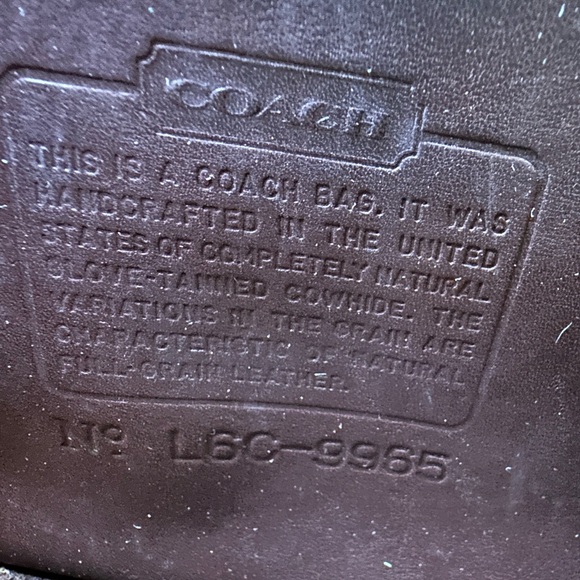 COACH
THIS IS A COACH BAG. IT WAS
HANDCRAFTED IN THE UNITED
STATES OF COMPLETELY NATURAL
GLOVE-TANNED COWHIDE. THE
VARIATIONS IN THE GRAIN ARE
CHARACTERISTIC OF NATURAL
FULL-GRAIN LEATHER.
Nº L6C-9965